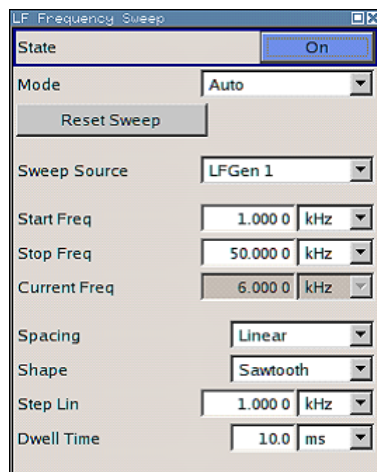 LF Frequency Sweep
State On
Mode Auto
Reset Sweep
Sweep Source LFGen 1
Start Freq 1.000 0 kHz
Stop Freq 50.000 0 kHz
Current Freq 6.000 0 kHz
Spacing Linear
Shape Sawtooth
Step Lin 1.000 0 kHz
Dwell Time 10.0 ms